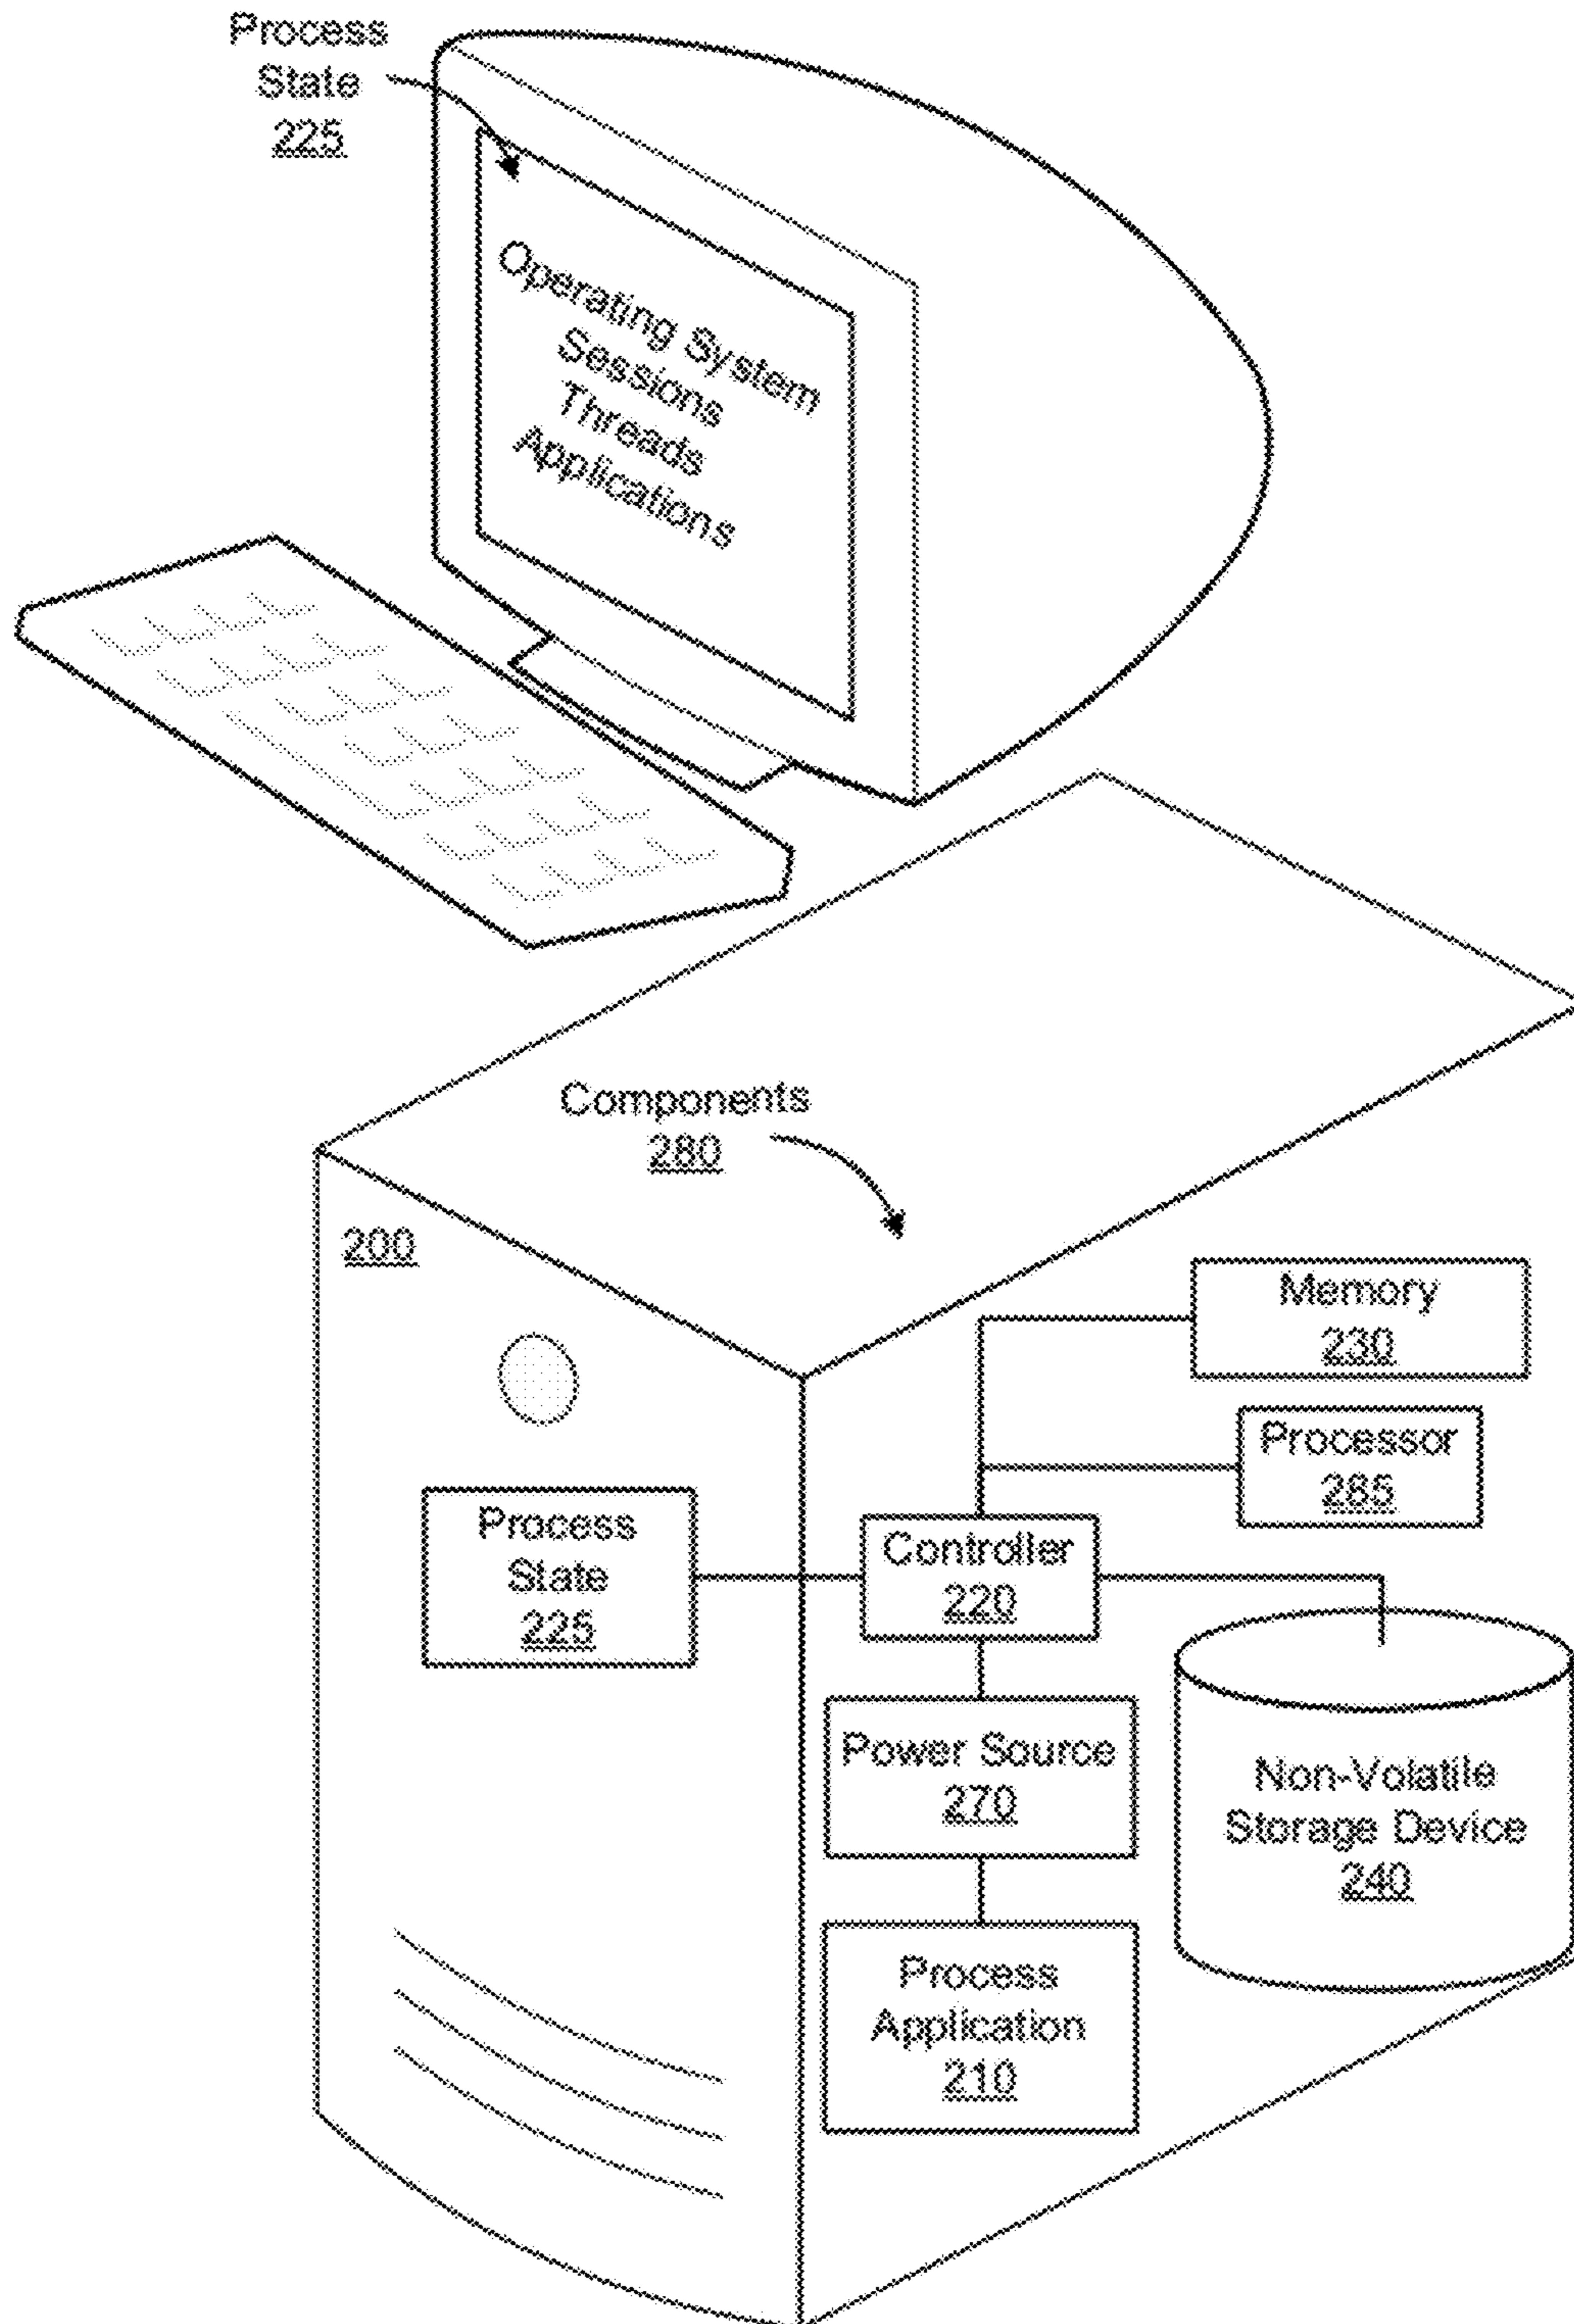 Process
State
225
Operating System
Sessions
Threads
Applications
Components
280
200
Memory
230
Processor
285
Process
State
225
Controller
220
Power Source
270
Non-Volatile
Storage Device
240
Process
Application
210